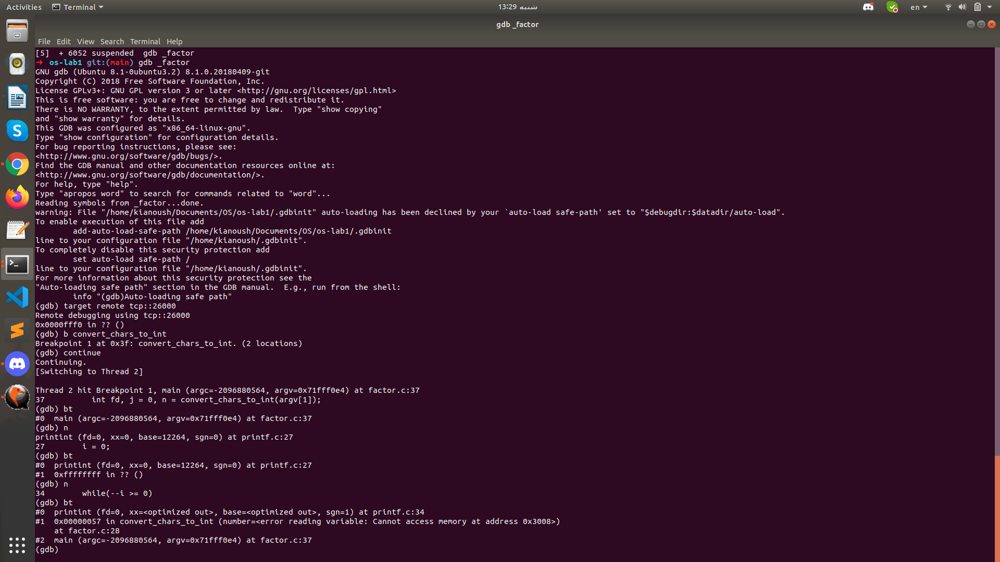 Activities Terminal شنبه 13:29 en
gdb _factor
File Edit View Search Terminal Help
[5]  + 6052 suspended  gdb _factor
➜  os-lab1 git:(main) gdb _factor
GNU gdb (Ubuntu 8.1-0ubuntu3.2) 8.1.0.20180409-git
Copyright (C) 2018 Free Software Foundation, Inc.
License GPLv3+: GNU GPL version 3 or later <http://gnu.org/licenses/gpl.html>
This is free software: you are free to change and redistribute it.
There is NO WARRANTY, to the extent permitted by law.  Type "show copying"
and "show warranty" for details.
This GDB was configured as "x86_64-linux-gnu".
Type "show configuration" for configuration details.
For bug reporting instructions, please see:
<http://www.gnu.org/software/gdb/bugs/>.
Find the GDB manual and other documentation resources online at:
<http://www.gnu.org/software/gdb/documentation/>.
For help, type "help".
Type "apropos word" to search for commands related to "word"...
Reading symbols from _factor...done.
warning: File "/home/kianoush/Documents/OS/os-lab1/.gdbinit" auto-loading has been declined by your `auto-load safe-path' set to "$debugdir:$datadir/auto-load".
To enable execution of this file add
        add-auto-load-safe-path /home/kianoush/Documents/OS/os-lab1/.gdbinit
line to your configuration file "/home/kianoush/.gdbinit".
To completely disable this security protection add
        set auto-load safe-path /
line to your configuration file "/home/kianoush/.gdbinit".
For more information about this security protection see the
"Auto-loading safe path" section in the GDB manual.  E.g., run from the shell:
        info "(gdb)Auto-loading safe path"
(gdb) target remote tcp::26000
Remote debugging using tcp::26000
0x0000fff0 in ?? ()
(gdb) b convert_chars_to_int
Breakpoint 1 at 0x3f: convert_chars_to_int. (2 locations)
(gdb) continue
Continuing.
[Switching to Thread 2]
Thread 2 hit Breakpoint 1, main (argc=-2096880564, argv=0x71fff0e4) at factor.c:37
37          int fd, j = 0, n = convert_chars_to_int(argv[1]);
(gdb) bt
#0  main (argc=-2096880564, argv=0x71fff0e4) at factor.c:37
(gdb) n
printint (fd=0, xx=0, base=12264, sgn=0) at printf.c:27
27        i = 0;
(gdb) bt
#0  printint (fd=0, xx=0, base=12264, sgn=0) at printf.c:27
#1  0xffffffff in ?? ()
(gdb) n
34        while(--i >= 0)
(gdb) bt
#0  printint (fd=0, xx=<optimized out>, base=<optimized out>, sgn=1) at printf.c:34
#1  0x00000057 in convert_chars_to_int (number=<error reading variable: Cannot access memory at address 0x3008>)
    at factor.c:28
#2  main (argc=-2096880564, argv=0x71fff0e4) at factor.c:37
(gdb)